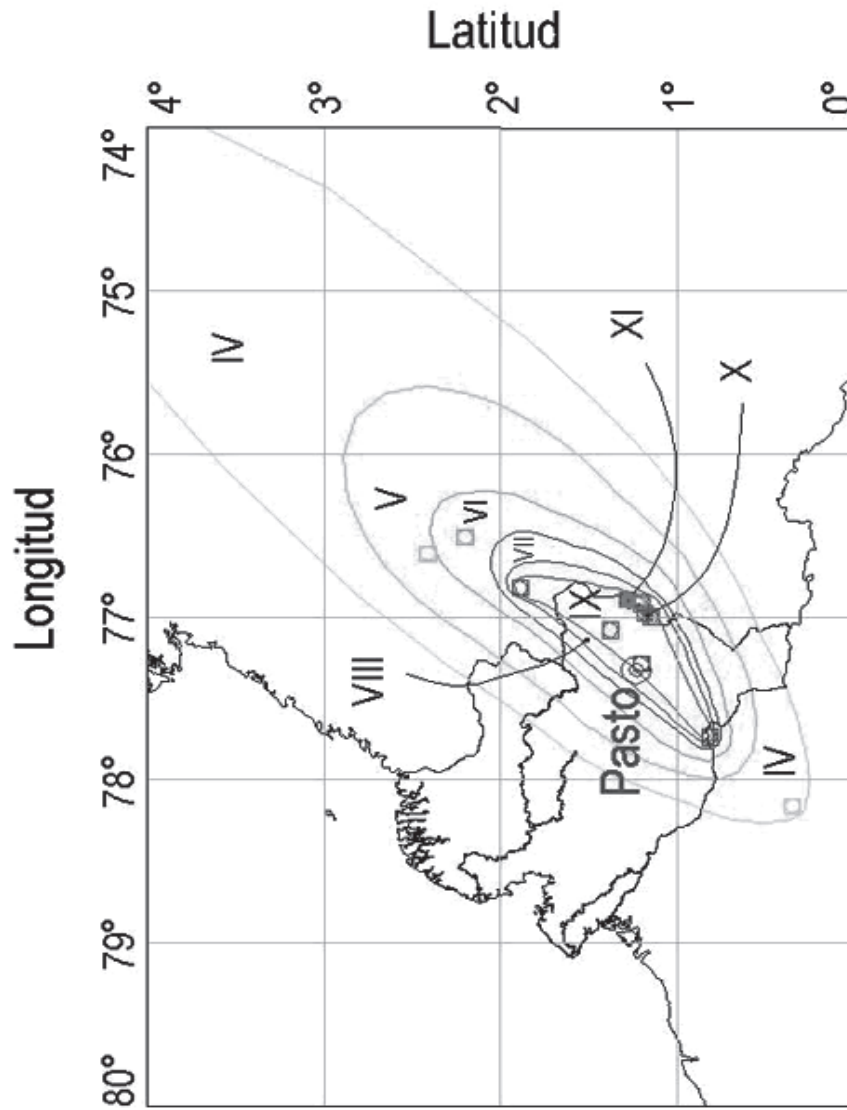 Longitud
80°
79°
78°
77°
76°
75°
74°
Latitud
4°
3°
2°
1°
0°
IV
V
VI
VII
VIII
IX
XI
X
Pasto
IV